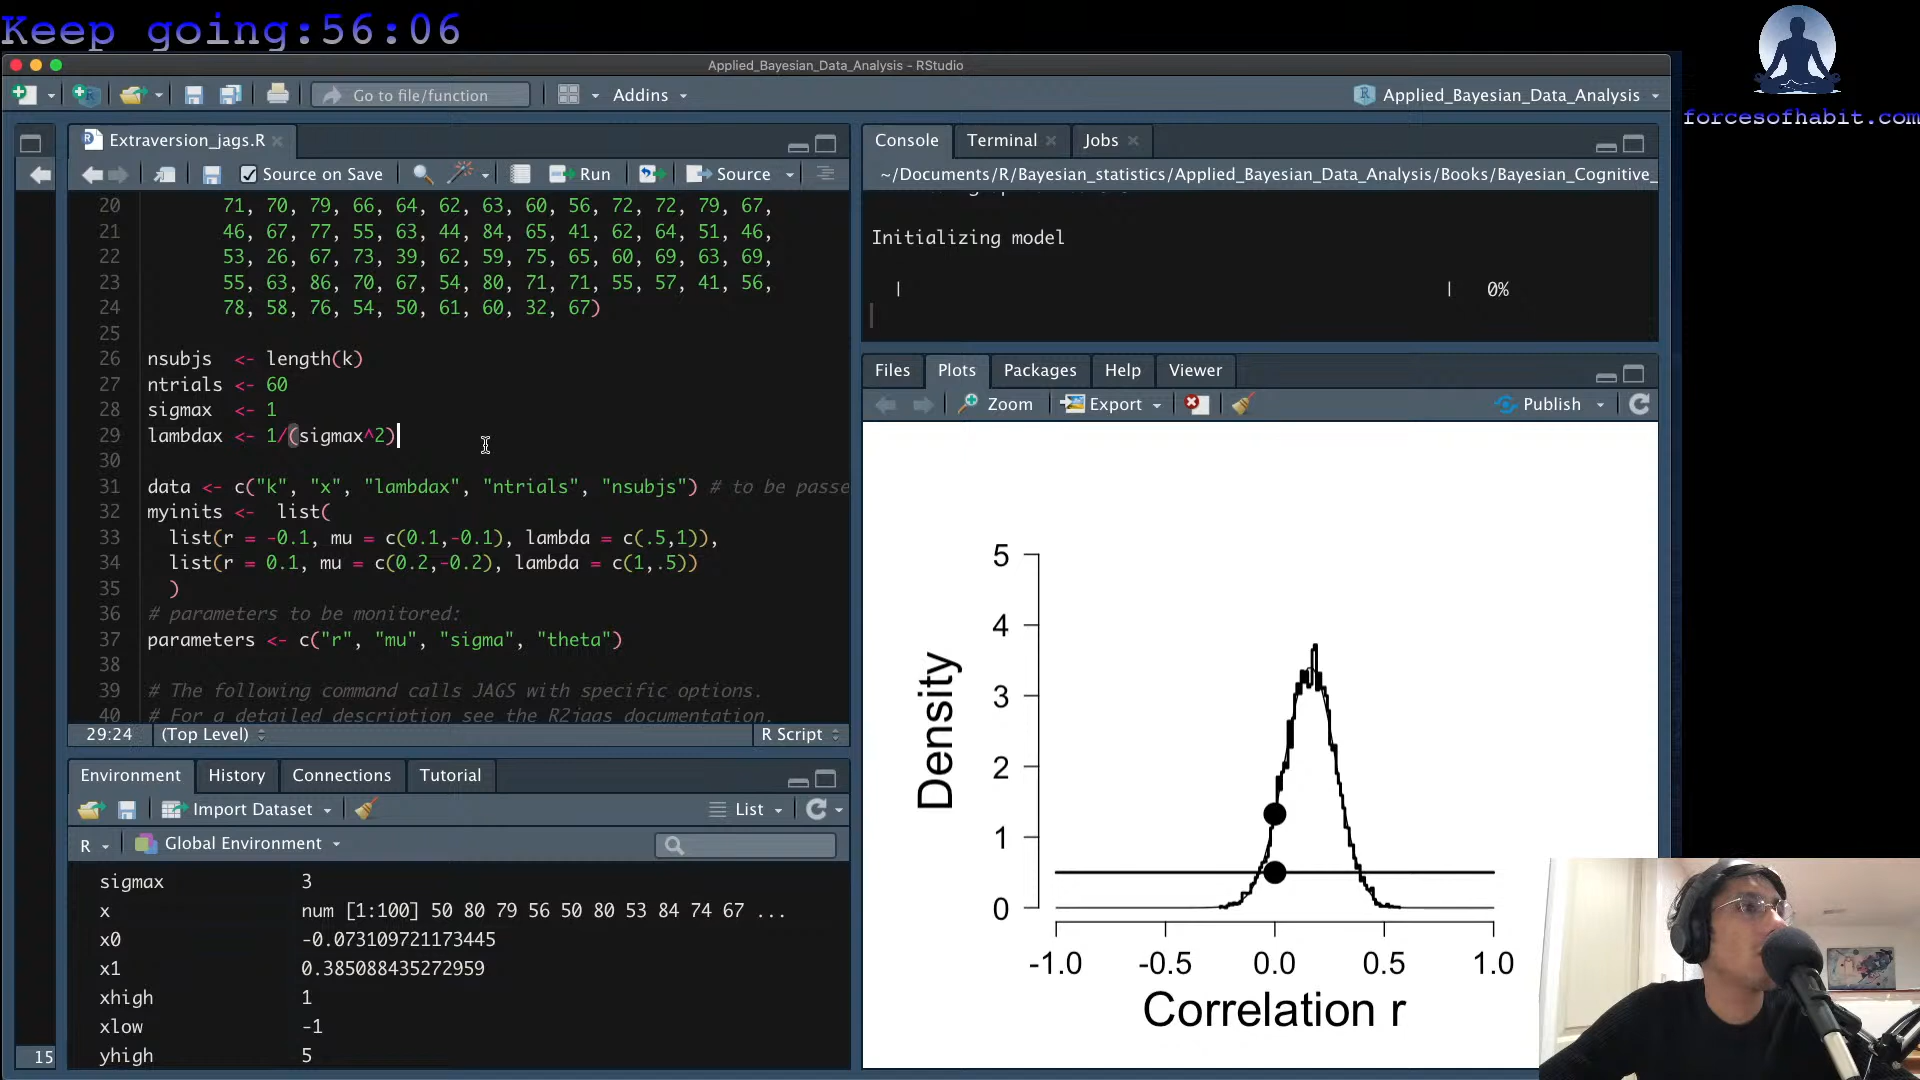 Keep going:56:06
forcesofhabit.com
Applied_Bayesian_Data_Analysis - RStudio
Go to file/function
Addins
Applied_Bayesian_Data_Analysis
Extraversion_jags.R
Source on Save
Run
Source
20 71, 70, 79, 66, 64, 62, 63, 60, 56, 72, 72, 79, 67,
21 46, 67, 77, 55, 63, 44, 84, 65, 41, 62, 64, 51, 46,
22 53, 26, 67, 73, 39, 62, 59, 75, 65, 60, 69, 63, 69,
23 55, 63, 86, 70, 67, 54, 80, 71, 71, 55, 57, 41, 56,
24 78, 58, 76, 54, 50, 61, 60, 32, 67)
25
26 nsubjs <- length(k)
27 ntrials <- 60
28 sigmax <- 1
29 lambdax <- 1/(sigmax^2)
30
31 data <- c("k", "x", "lambdax", "ntrials", "nsubjs") # to be passe
32 myinits <- list(
33 list(r = -0.1, mu = c(0.1,-0.1), lambda = c(.5,1)),
34 list(r = 0.1, mu = c(0.2,-0.2), lambda = c(1,.5))
35 )
36 # parameters to be monitored:
37 parameters <- c("r", "mu", "sigma", "theta")
38
39 # The following command calls JAGS with specific options.
40 # For a detailed description see the R2jags documentation.
29:24 (Top Level) R Script
Console Terminal Jobs
~/Documents/R/Bayesian_statistics/Applied_Bayesian_Data_Analysis/Books/Bayesian_Cognitive_
Initializing model
| | 0%
Files Plots Packages Help Viewer
Zoom Export Publish
Density
5
4
3
2
1
0
-1.0 -0.5 0.0 0.5 1.0
Correlation r
Environment History Connections Tutorial
Import Dataset List
R Global Environment
sigmax 3
x num [1:100] 50 80 79 56 50 80 53 84 74 67 ...
x0 -0.073109721173445
x1 0.385088435272959
xhigh 1
xlow -1
yhigh 5
15